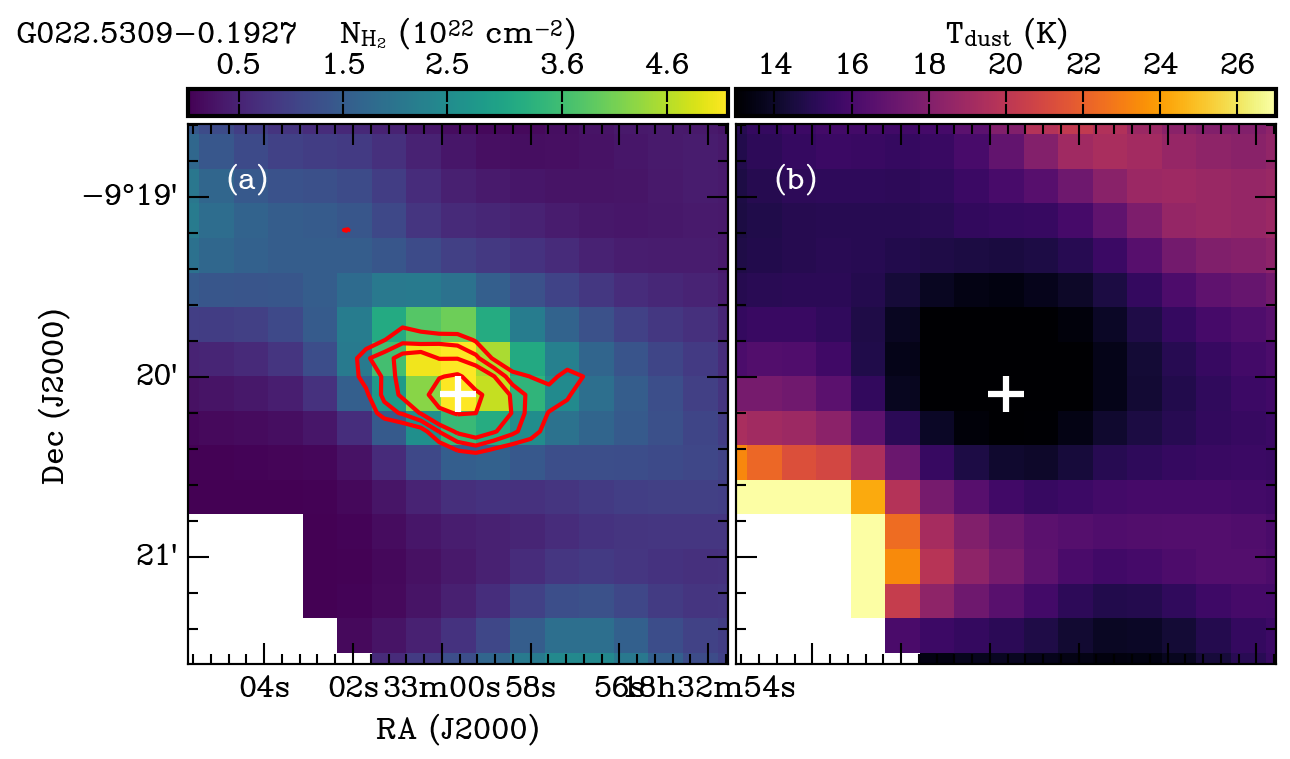 G022.5309−0.1927 N_H₂ (10²² cm⁻²) T_dust (K)
0.5 1.5 2.5 3.6 4.6 14 16 18 20 22 24 26
(a) (b)
−9°19'
20'
21'
Dec (J2000)
04s 02s 33m00s 58s 56s 18h32m54s
RA (J2000)